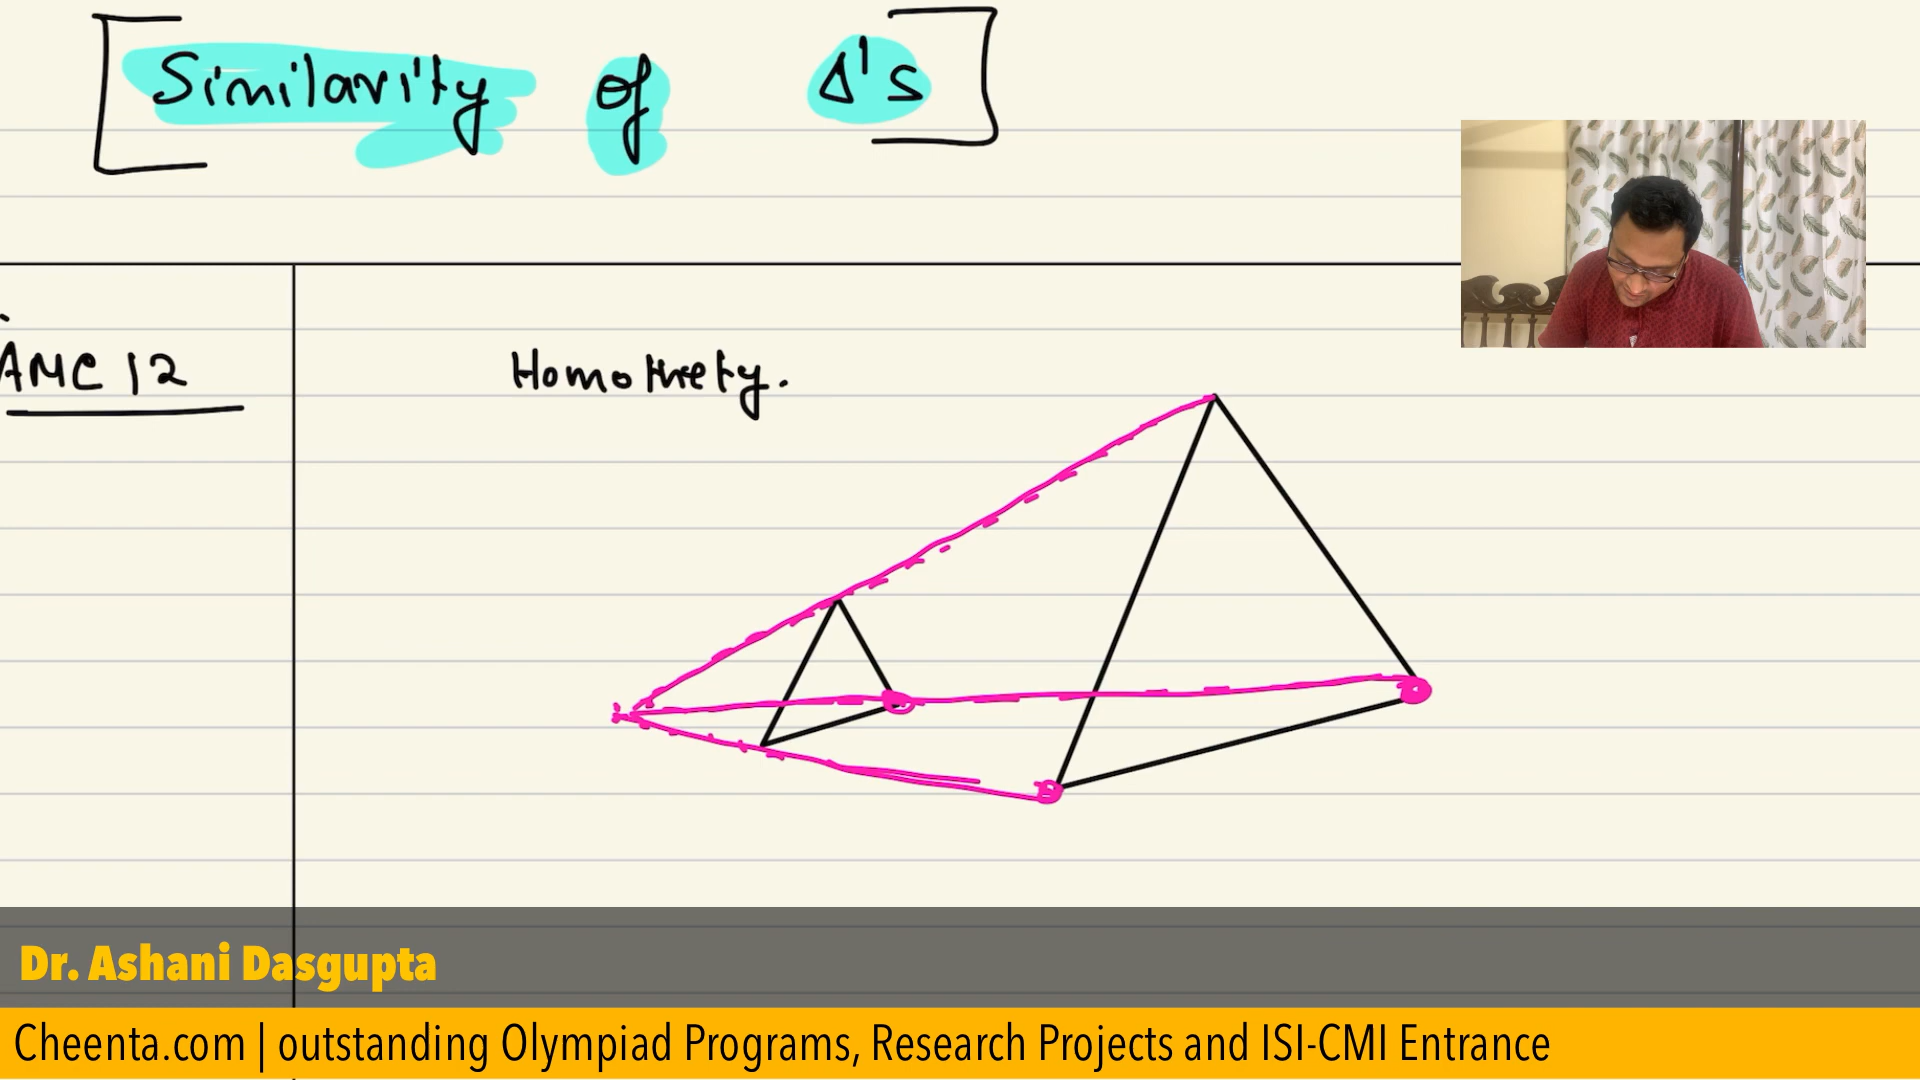 Similarity of Δ's
AMC 12
Homothety.
Dr. Ashani Dasgupta
Cheenta.com | outstanding Olympiad Programs, Research Projects and ISI-CMI Entrance